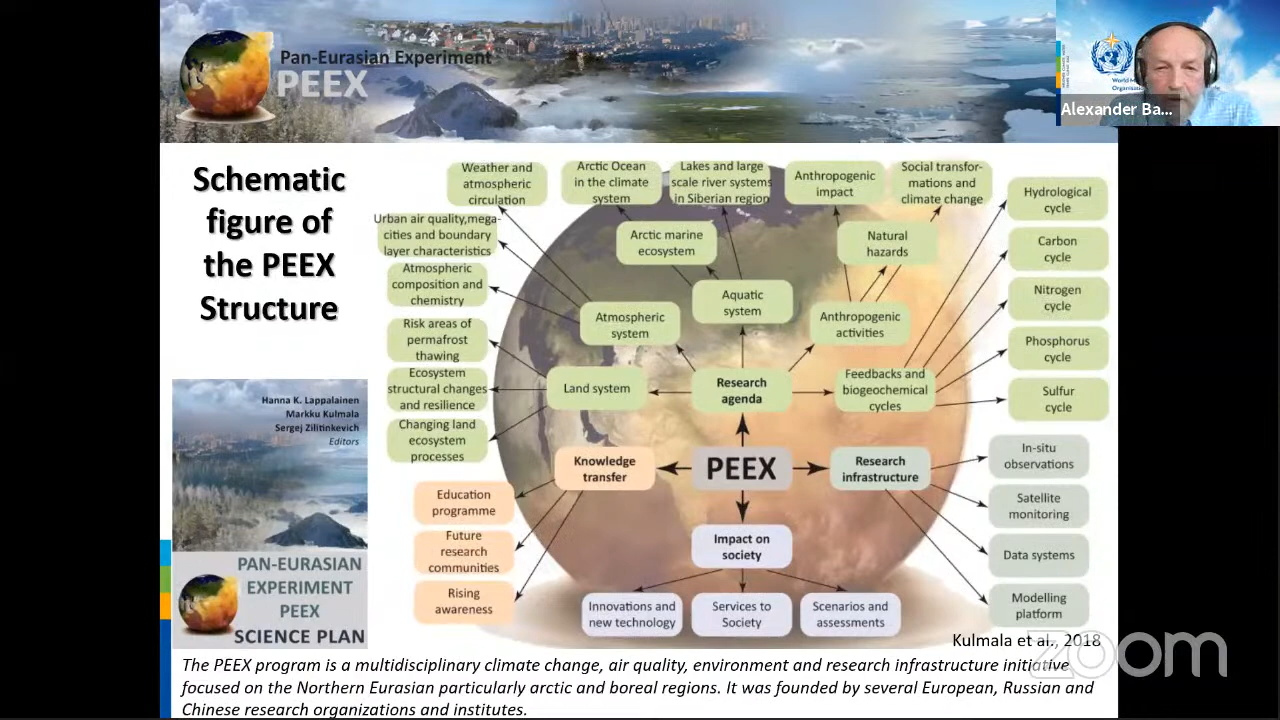 Pan-Eurasian Experiment
PEEX
Alexander Ba...
Schematic
figure of
the PEEX
Structure
Weather and
atmospheric
circulation
Arctic Ocean
in the climate
system
Lakes and large
scale river systems
in Siberian region
Anthropogenic
impact
Social transfor-
mations and
climate change
Hydrological
cycle
Urban air quality,mega-
cities and boundary
layer characteristics
Arctic marine
ecosystem
Natural
hazards
Carbon
cycle
Atmospheric
composition and
chemistry
Atmospheric
system
Aquatic
system
Anthropogenic
activities
Nitrogen
cycle
Risk areas of
permafrost
thawing
Phosphorus
cycle
Ecosystem
structural changes
and resilience
Land system
Research
agenda
Feedbacks and
biogeochemical
cycles
Sulfur
cycle
Changing land
ecosystem
processes
Knowledge
transfer
PEEX
Research
infrastructure
In-situ
observations
Education
programme
Satellite
monitoring
Future
research
communities
Impact on
society
Data systems
Rising
awareness
Innovations and
new technology
Services to
Society
Scenarios and
assessments
Modelling
platform
Hanna K. Lappalainen
Markku Kulmala
Sergej Zilitinkevich
Editors
PAN-EURASIAN
EXPERIMENT
PEEX
SCIENCE PLAN
Kulmala et al., 2018
zoom
The PEEX program is a multidisciplinary climate change, air quality, environment and research infrastructure initiative
focused on the Northern Eurasian particularly arctic and boreal regions. It was founded by several European, Russian and
Chinese research organizations and institutes.